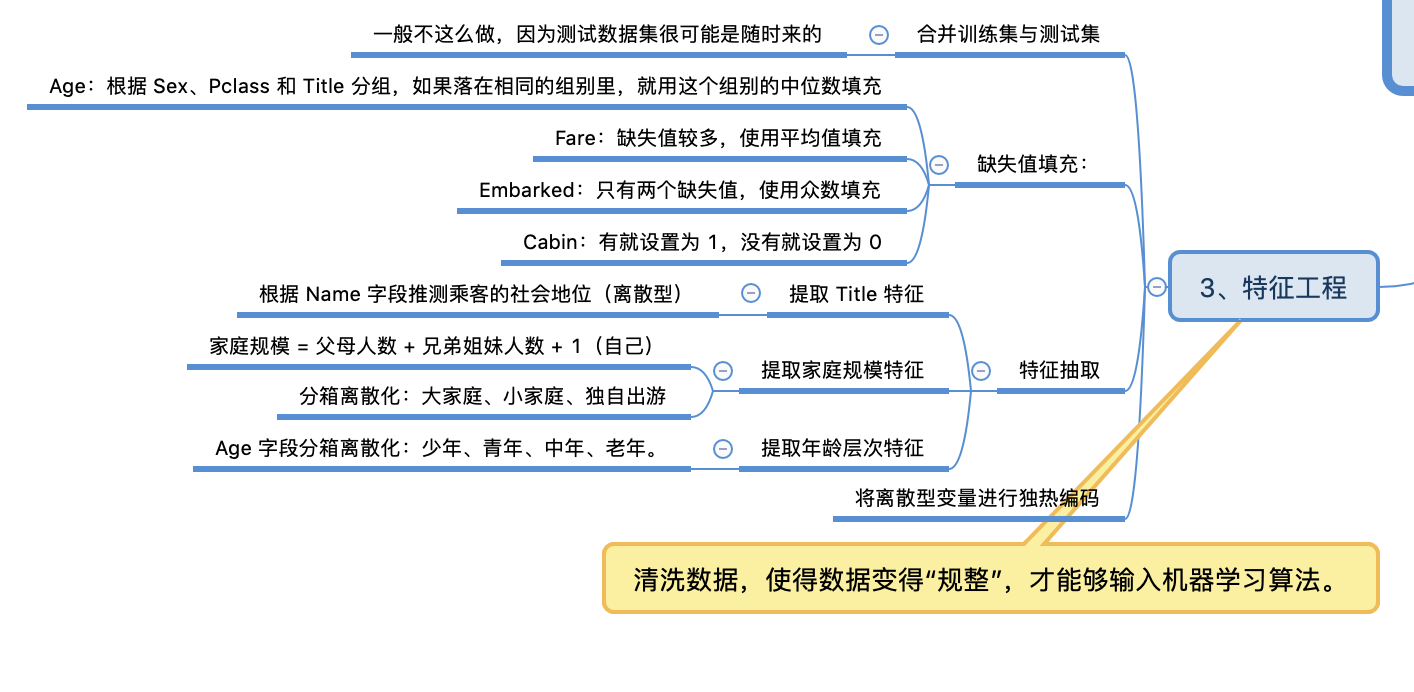 一般不这么做，因为测试数据集很可能是随时来的
合并训练集与测试集
Age：根据 Sex、Pclass 和 Title 分组，如果落在相同的组别里，就用这个组别的中位数填充
Fare：缺失值较多，使用平均值填充
缺失值填充：
Embarked：只有两个缺失值，使用众数填充
Cabin：有就设置为 1，没有就设置为 0
3、特征工程
根据 Name 字段推测乘客的社会地位（离散型）
提取 Title 特征
家庭规模 = 父母人数 + 兄弟姐妹人数 + 1（自己）
提取家庭规模特征
特征抽取
分箱离散化：大家庭、小家庭、独自出游
Age 字段分箱离散化：少年、青年、中年、老年。
提取年龄层次特征
将离散型变量进行独热编码
清洗数据，使得数据变得“规整”，才能够输入机器学习算法。